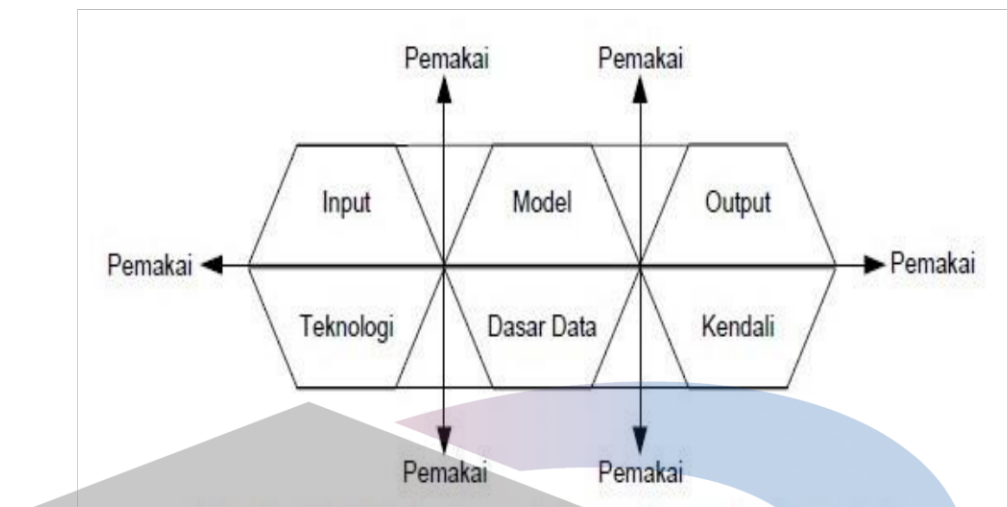 Pemakai Pemakai
Input Model Output
Pemakai Pemakai
Teknologi Dasar Data Kendali
Pemakai Pemakai